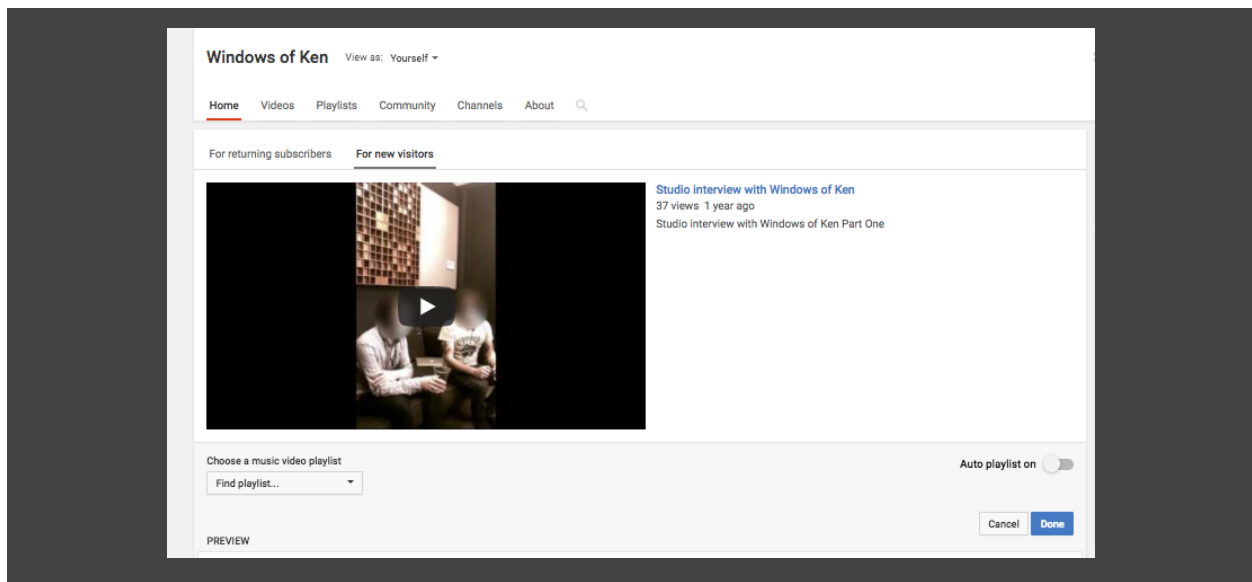 Windows of Ken View as: Yourself
Home Videos Playlists Community Channels About
For returning subscribers For new visitors
Studio interview with Windows of Ken
37 views 1 year ago
Studio interview with Windows of Ken Part One
Choose a music video playlist
Auto playlist on
Find playlist...
Cancel Done
PREVIEW